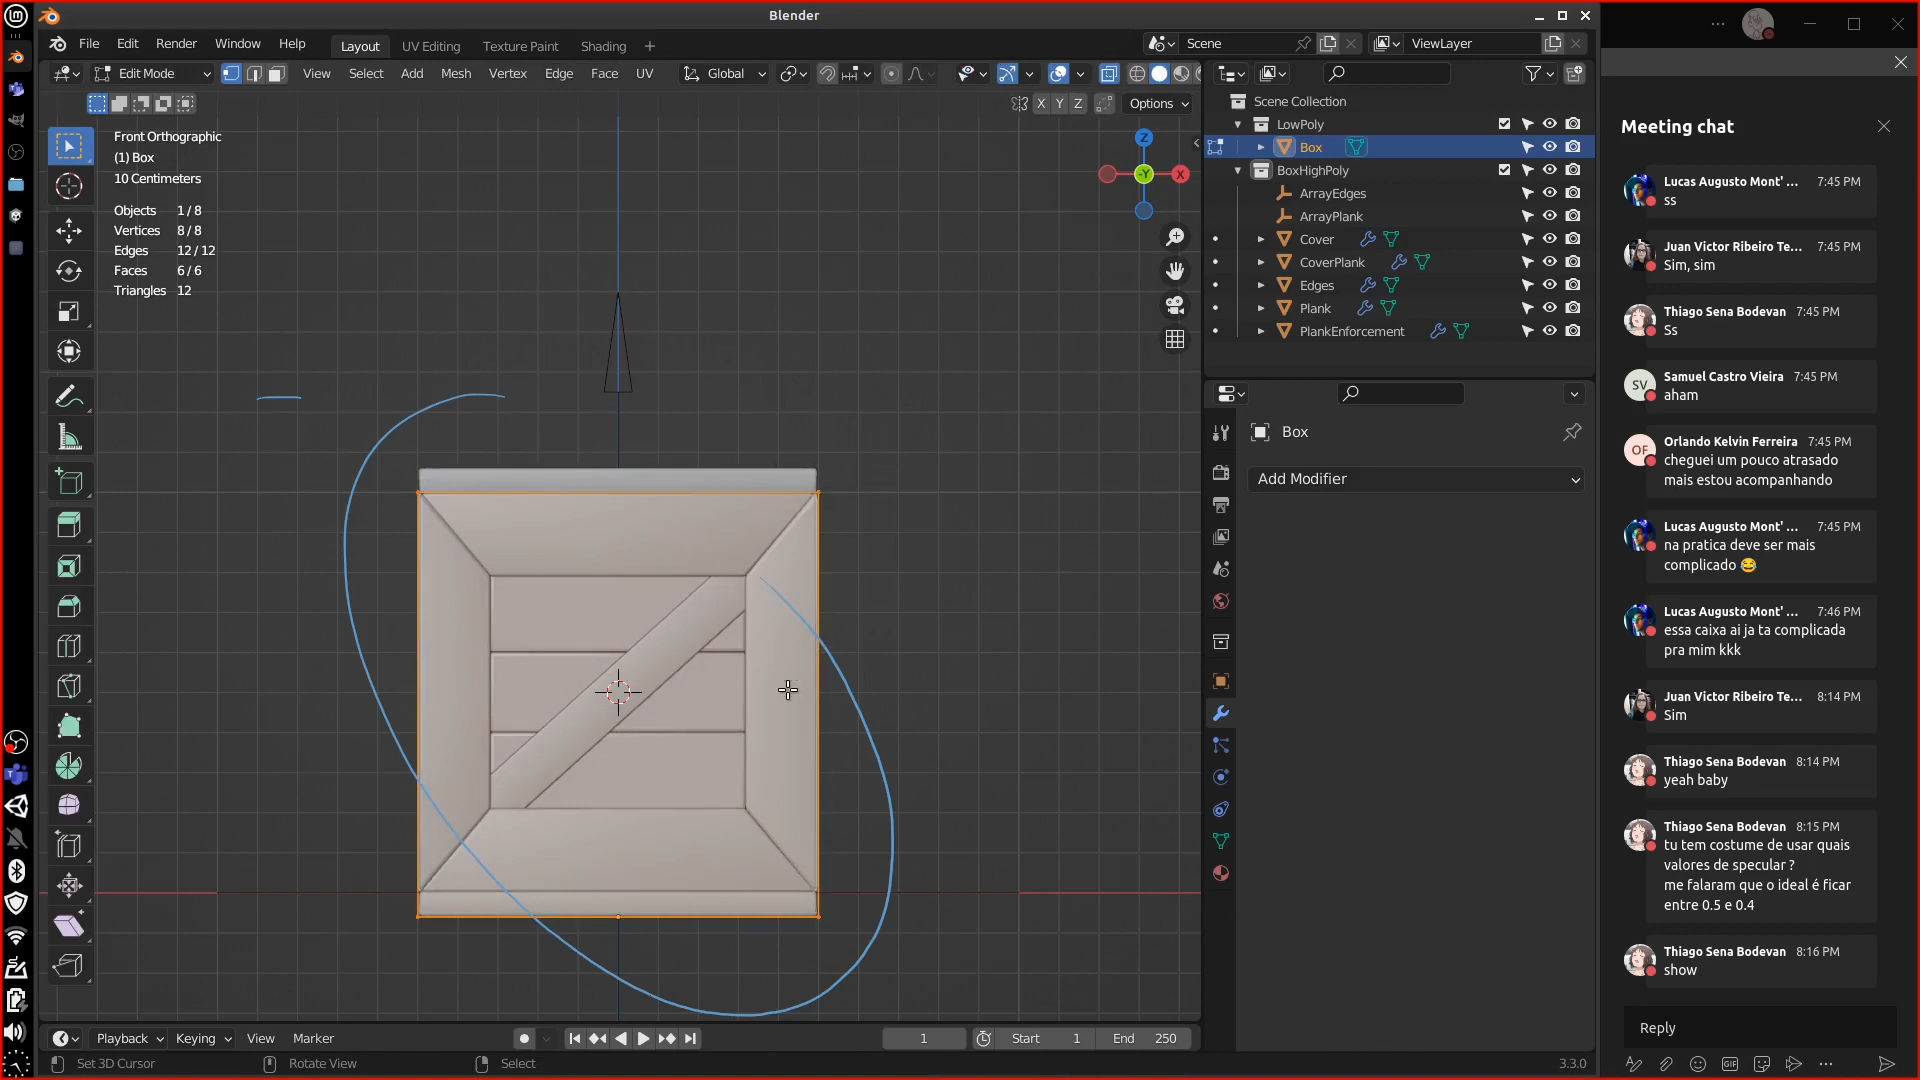 Blender
File Edit Render Window Help Layout UV Editing Texture Paint Shading + Scene ViewLayer
Edit Mode View Select Add Mesh Vertex Edge Face UV Global
X Y Z Options
Front Orthographic
(1) Box
10 Centimeters
Objects 1 / 8
Vertices 8 / 8
Edges 12 / 12
Faces 6 / 6
Triangles 12
Z
-Y X
Scene Collection
LowPoly
Box
BoxHighPoly
ArrayEdges
ArrayPlank
Cover
CoverPlank
Edges
Plank
PlankEnforcement
Box
Add Modifier
Playback Keying View Marker 1 Start 1 End 250
Set 3D Cursor Rotate View Select 3.3.0
Meeting chat
Lucas Augusto Mont' ... 7:45 PM
ss
Juan Victor Ribeiro Te... 7:45 PM
Sim, sim
Thiago Sena Bodevan 7:45 PM
Ss
SV Samuel Castro Vieira 7:45 PM
aham
OF Orlando Kelvin Ferreira 7:45 PM
cheguei um pouco atrasado
mais estou acompanhando
Lucas Augusto Mont' ... 7:45 PM
na pratica deve ser mais
complicado 😂
Lucas Augusto Mont' ... 7:46 PM
essa caixa ai ja ta complicada
pra mim kkk
Juan Victor Ribeiro Te... 8:14 PM
Sim
Thiago Sena Bodevan 8:14 PM
yeah baby
Thiago Sena Bodevan 8:15 PM
tu tem costume de usar quais
valores de specular ?
me falaram que o ideal é ficar
entre 0.5 e 0.4
Thiago Sena Bodevan 8:16 PM
show
Reply
GIF